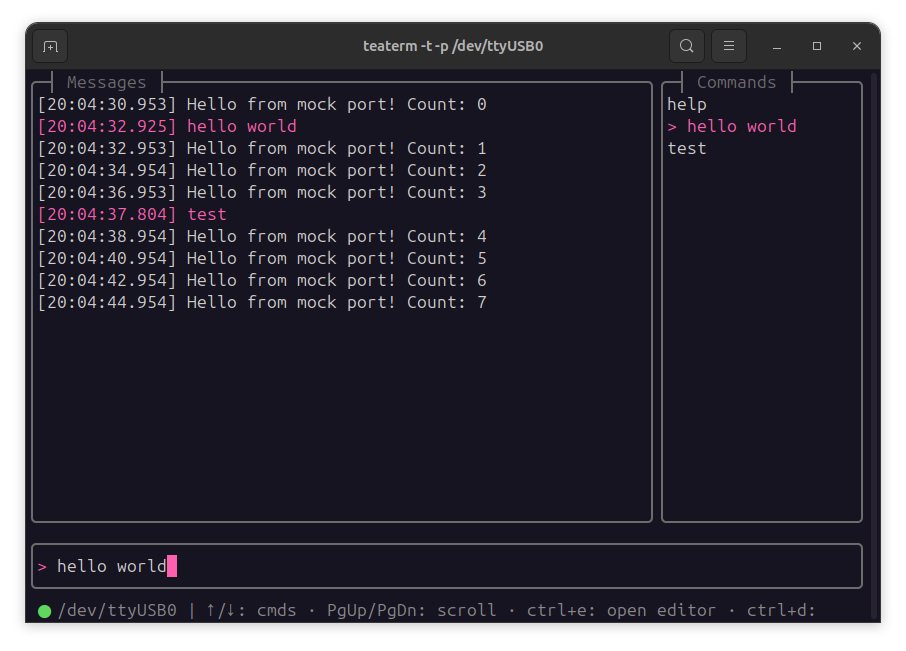 teaterm -t -p /dev/ttyUSB0
Messages
[20:04:30.953] Hello from mock port! Count: 0
[20:04:32.925] hello world
[20:04:32.953] Hello from mock port! Count: 1
[20:04:34.954] Hello from mock port! Count: 2
[20:04:36.953] Hello from mock port! Count: 3
[20:04:37.804] test
[20:04:38.954] Hello from mock port! Count: 4
[20:04:40.954] Hello from mock port! Count: 5
[20:04:42.954] Hello from mock port! Count: 6
[20:04:44.954] Hello from mock port! Count: 7
Commands
help
> hello world
test
> hello world
/dev/ttyUSB0 | ↑/↓: cmds · PgUp/PgDn: scroll · ctrl+e: open editor · ctrl+d: